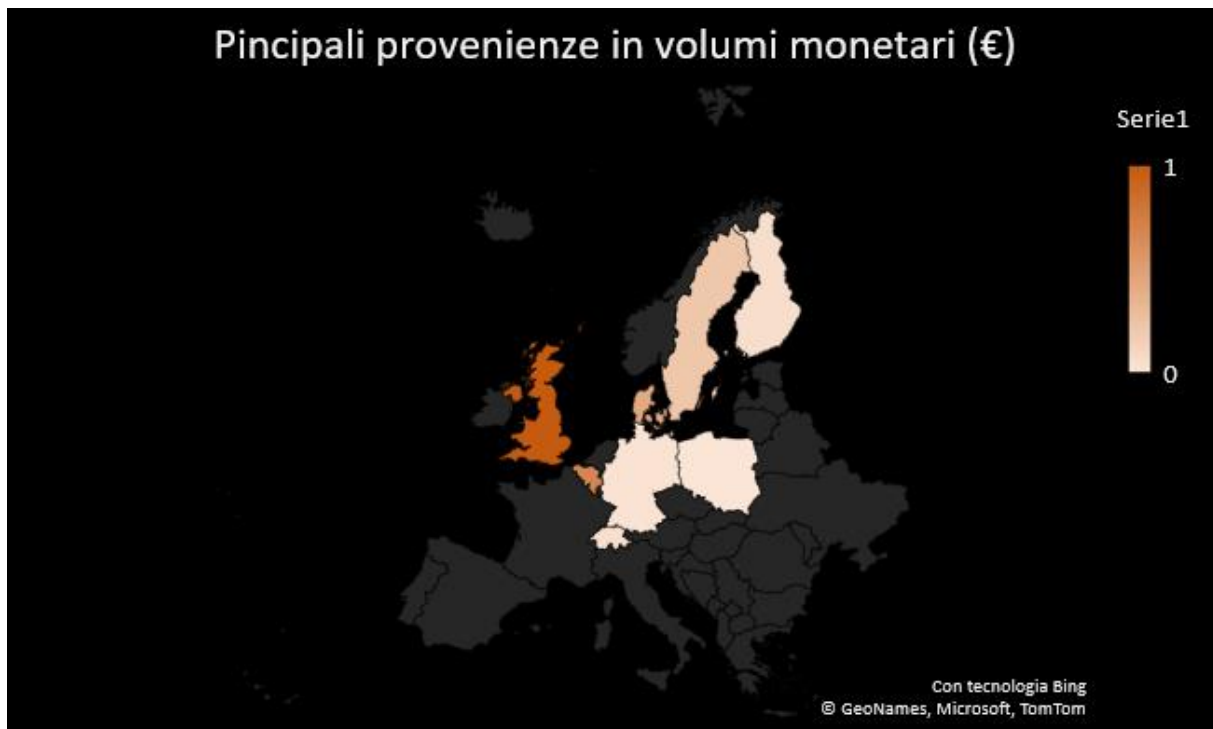 Pincipali provenienze in volumi monetari (€)
Serie1
1
0
Con tecnologia Bing
© GeoNames, Microsoft, TomTom